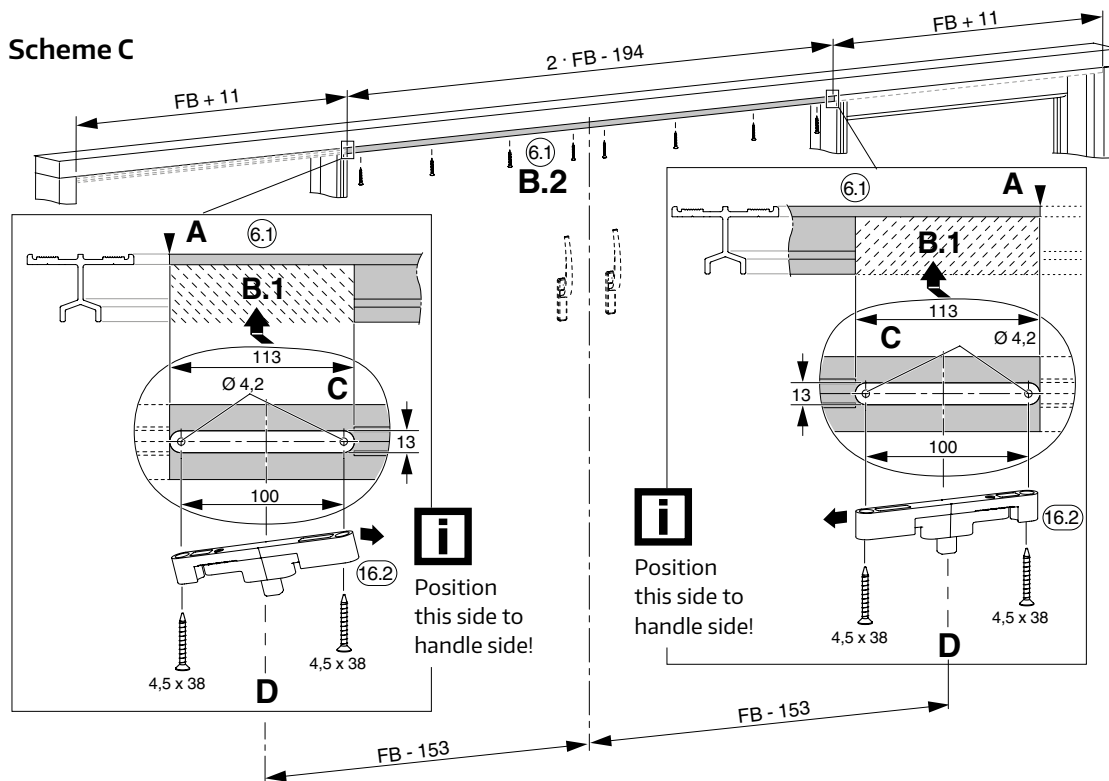 Scheme C
FB + 11
2 · FB - 194
FB + 11
6.1
B.2
A
6.1
B.1
113
Ø 4,2
C
13
100
16.2
4,5 x 38
4,5 x 38
D
i
Position
this side to
handle side!
6.1
A
B.1
113
C
Ø 4,2
13
100
16.2
i
Position
this side to
handle side!
4,5 x 38
4,5 x 38
D
FB - 153
FB - 153